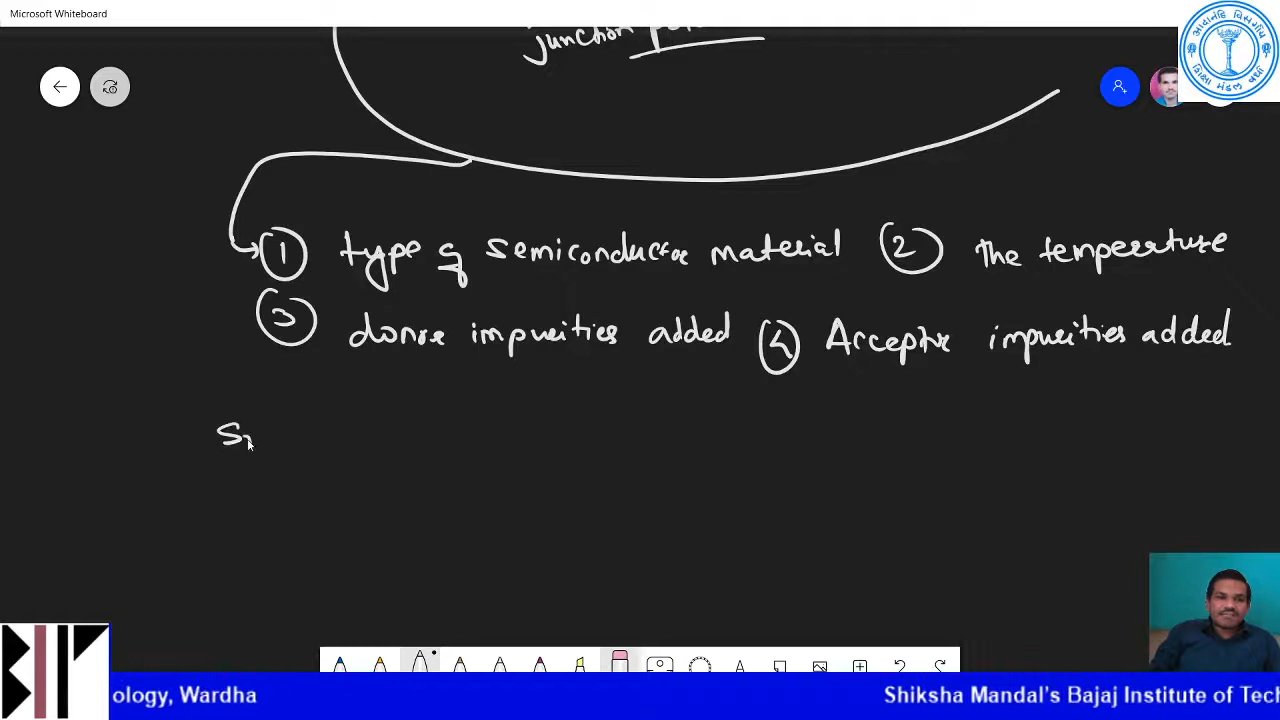 Microsoft Whiteboard
junction
① type of semiconductor material ② the temperature
③ donor impurities added ④ Acceptor impurities added
ology, Wardha
Shiksha Mandal's Bajaj Institute of Tech